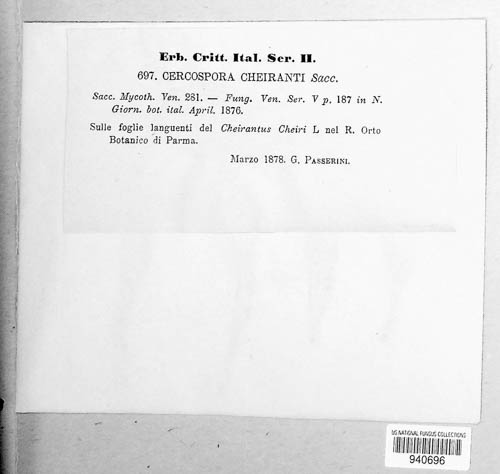 Erb. Critt. Ital. Ser. II.
697. CERCOSPORA CHEIRANTI Sacc.
Sacc. Mycoth. Ven. 281. — Fung. Ven. Ser. V p. 187 in N.
Giorn. bot. ital. April. 1876.
Sulle foglie languenti del Cheirantus Cheiri L nel R. Orto
Botanico di Parma.
Marzo 1878. G. PASSERINI.
US NATIONAL FUNGUS COLLECTIONS
940696